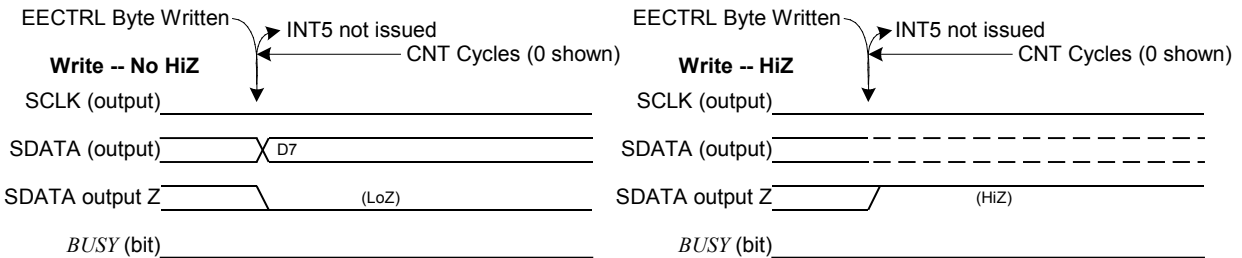 EECTRL Byte Written
INT5 not issued
CNT Cycles (0 shown)
Write -- No HiZ
SCLK (output)
SDATA (output)
D7
SDATA output Z
(LoZ)
BUSY (bit)
EECTRL Byte Written
INT5 not issued
CNT Cycles (0 shown)
Write -- HiZ
SCLK (output)
SDATA (output)
SDATA output Z
(HiZ)
BUSY (bit)